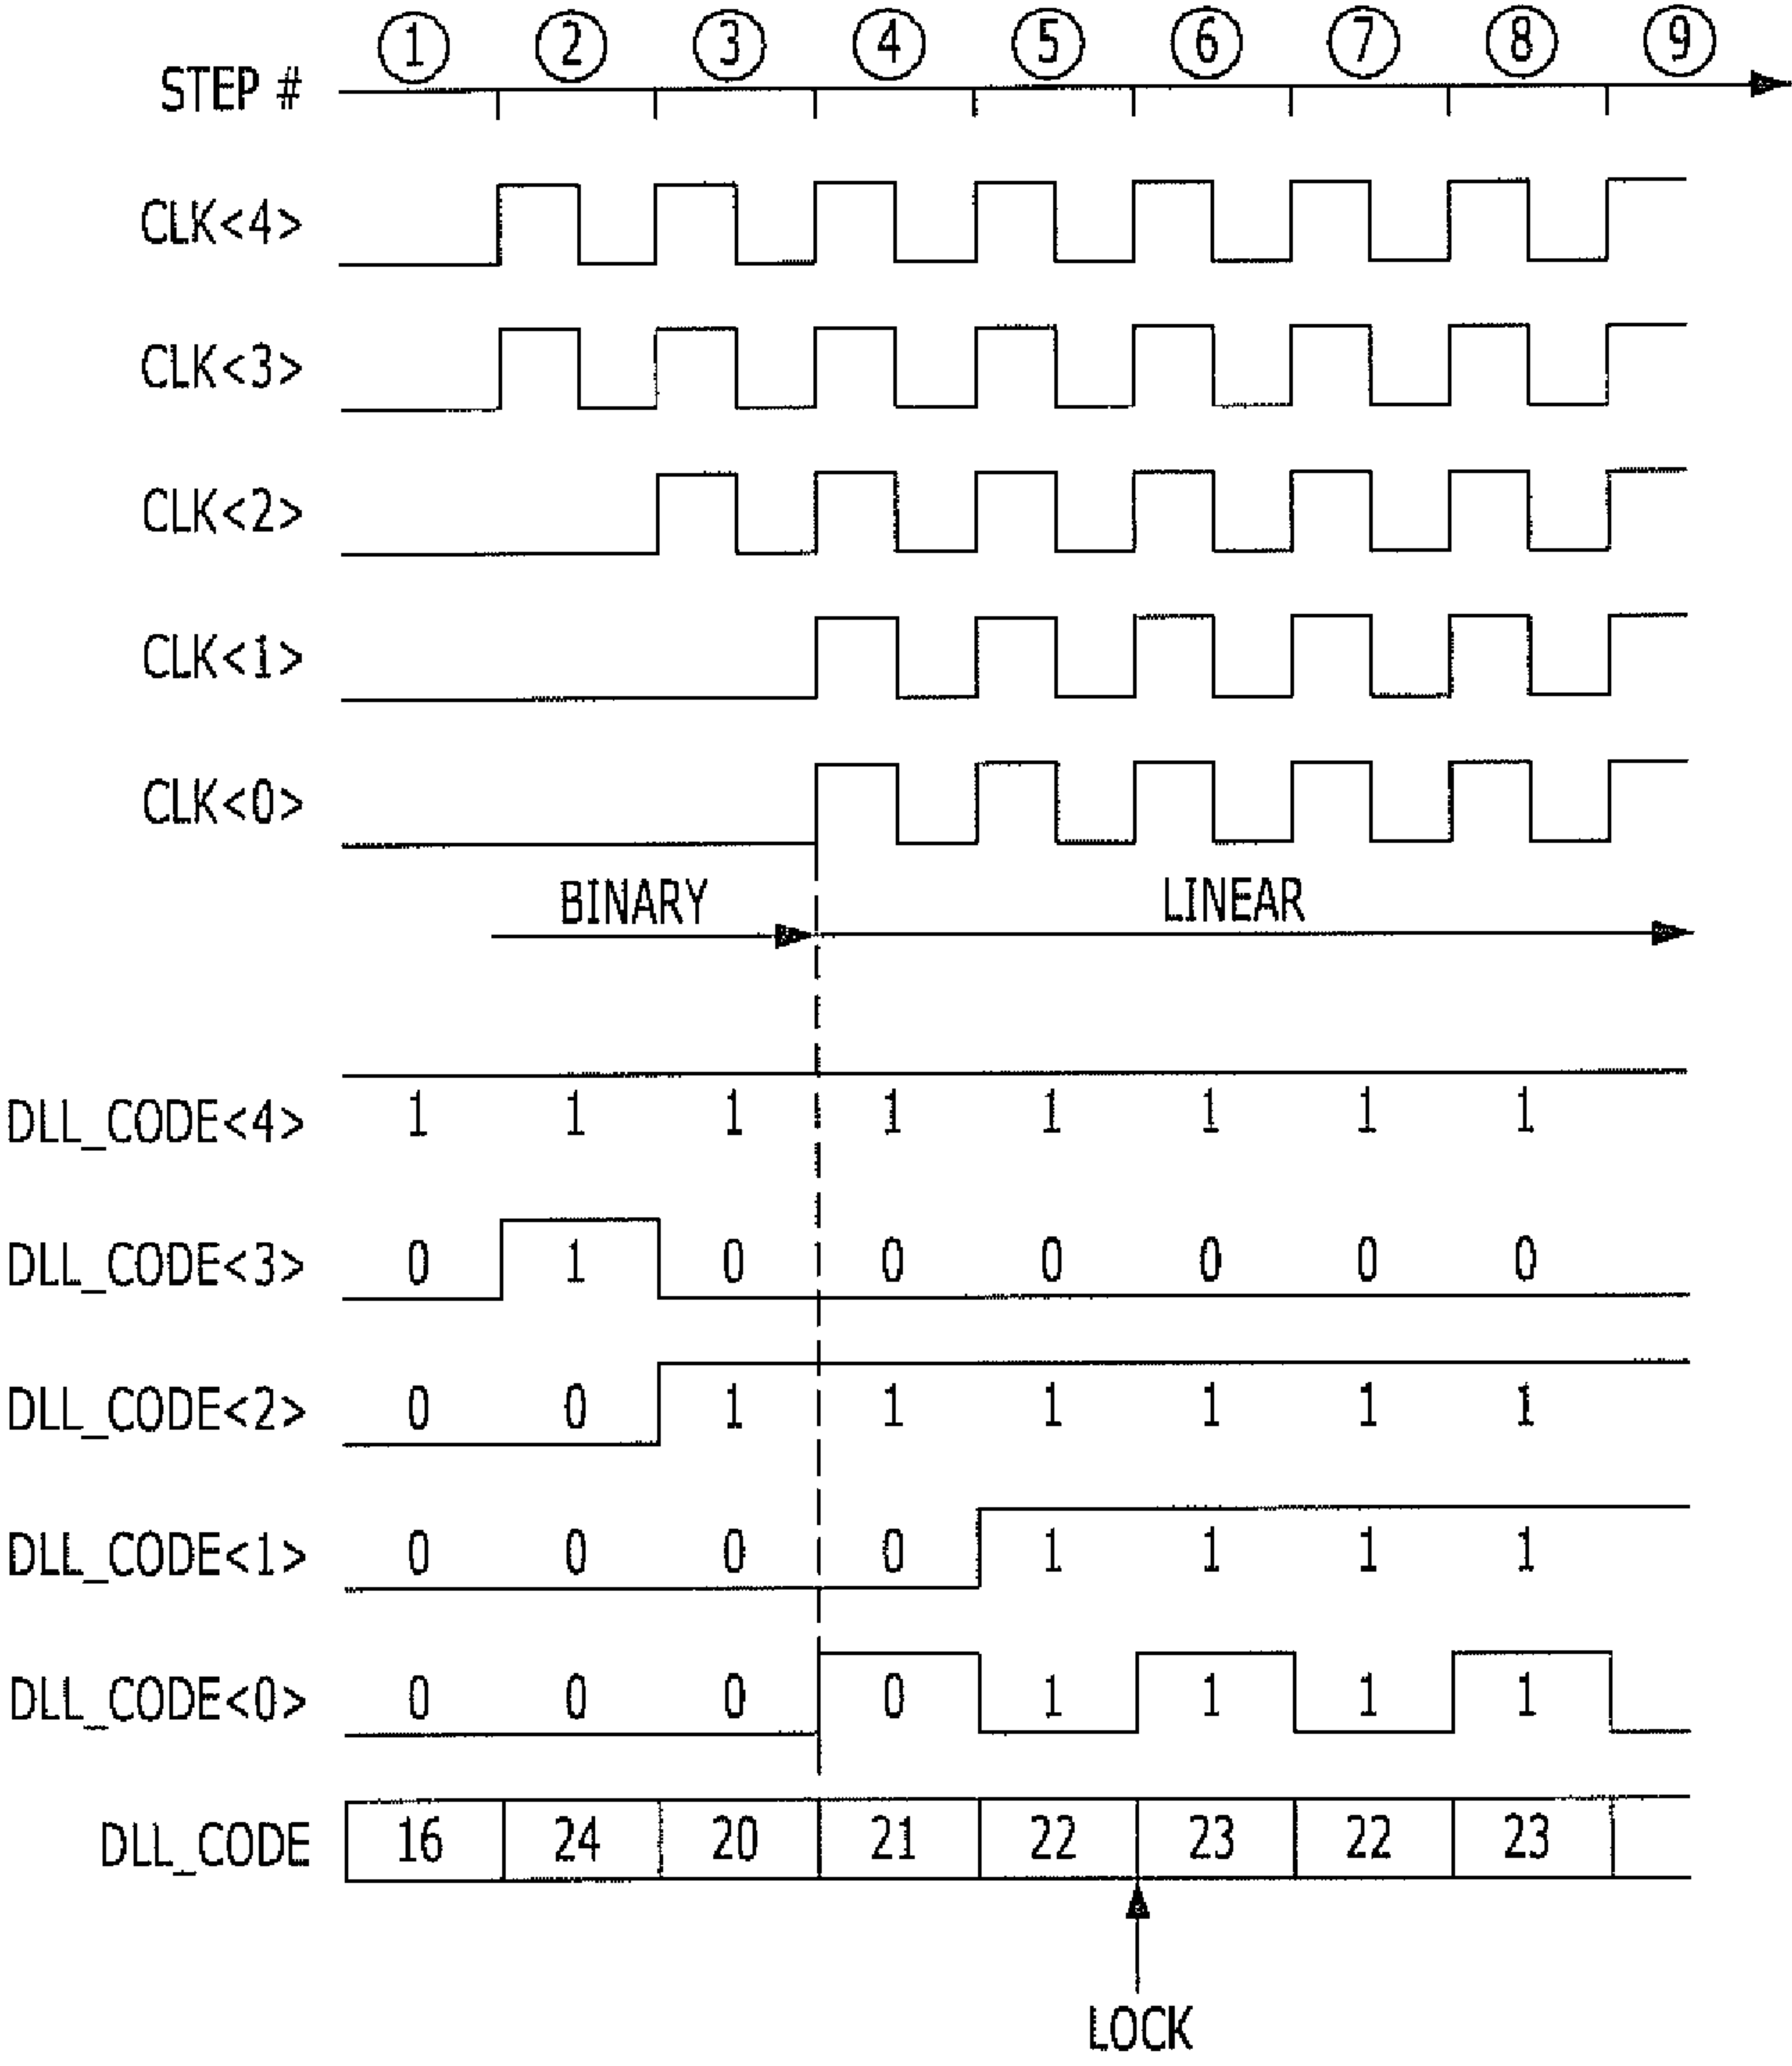 ① ② ③ ④ ⑤ ⑥ ⑦ ⑧ ⑨
STEP #
CLK<4>
CLK<3>
CLK<2>
CLK<1>
CLK<0>
BINARY LINEAR
DLL_CODE<4> 1 1 1 1 1 1 1 1
DLL_CODE<3> 0 1 0 0 0 0 0 0
DLL_CODE<2> 0 0 1 1 1 1 1 1
DLL_CODE<1> 0 0 0 0 1 1 1 1
DLL_CODE<0> 0 0 0 0 1 1 1 1
DLL_CODE 16 24 20 21 22 23 22 23
LOCK